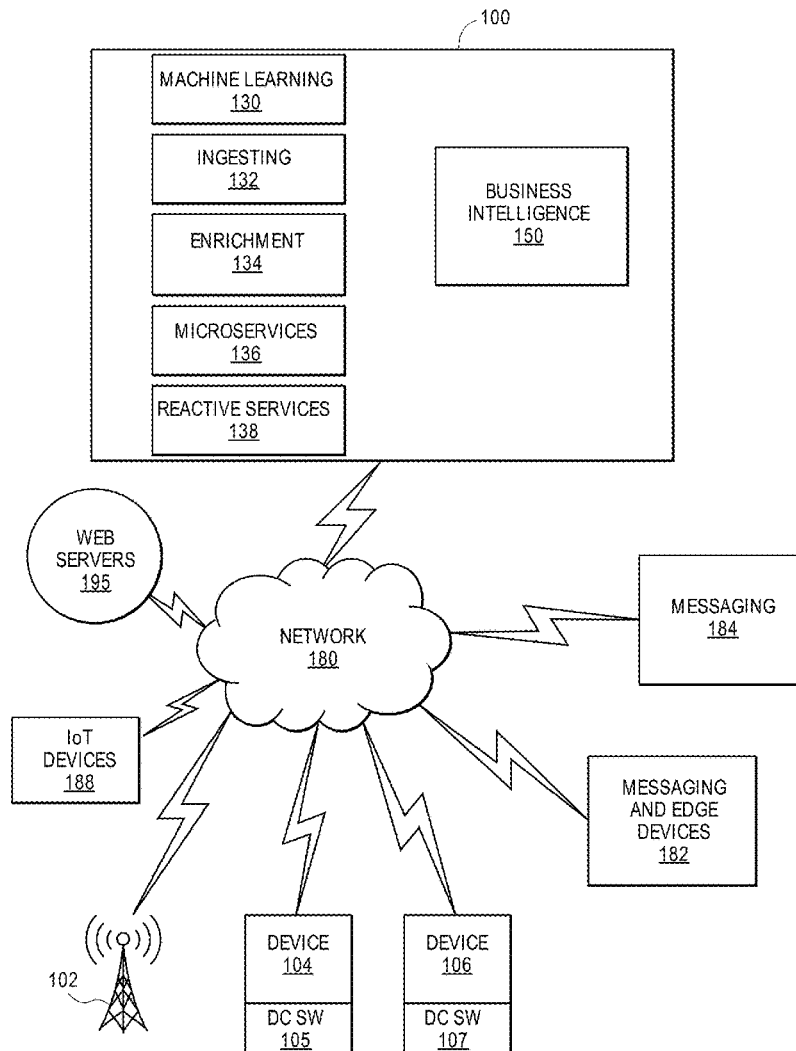 100
MACHINE LEARNING
130
INGESTING
132
ENRICHMENT
134
MICROSERVICES
136
REACTIVE SERVICES
138
BUSINESS
INTELLIGENCE
150
WEB
SERVERS
195
NETWORK
180
MESSAGING
184
IoT
DEVICES
188
MESSAGING
AND EDGE
DEVICES
182
102
DEVICE
104
DC SW
105
DEVICE
106
DC SW
107